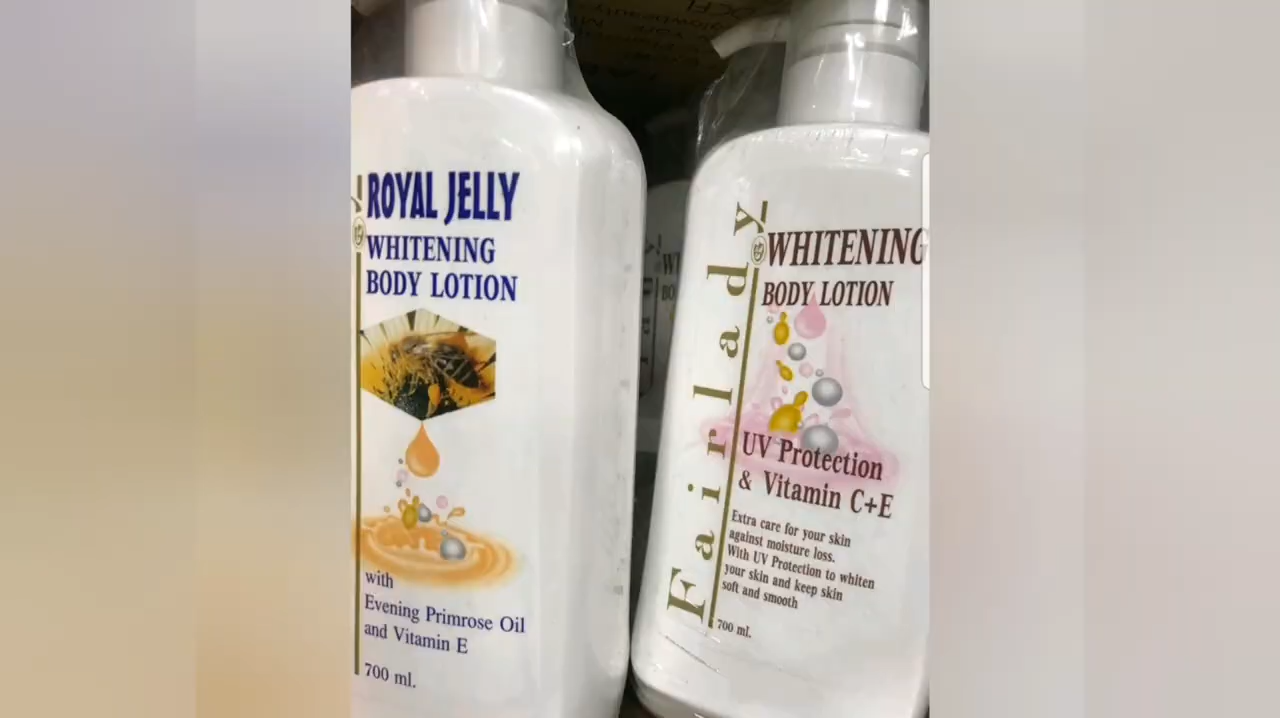 ROYAL JELLY
WHITENING
BODY LOTION
with
Evening Primrose Oil
and Vitamin E
700 ml.
Fairlady
WHITENING
BODY LOTION
UV Protection
& Vitamin C+E
Extra care for your skin
against moisture loss.
With UV Protection to whiten
your skin and keep skin
soft and smooth
700 ml.